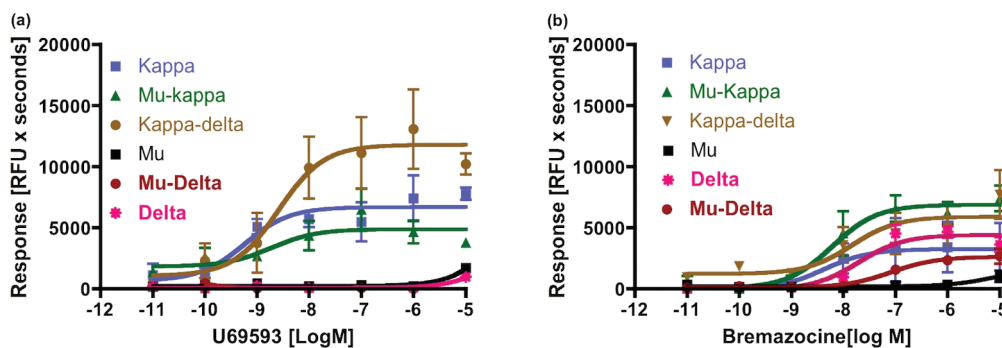 (a)
Response [RFU x seconds]
20000
15000
10000
5000
0
Kappa
Mu-kappa
Kappa-delta
Mu
Mu-Delta
Delta
-12 -11 -10 -9 -8 -7 -6 -5
U69593 [LogM]
(b)
Response [RFU x seconds]
20000
15000
10000
5000
0
Kappa
Mu-Kappa
Kappa-delta
Mu
Delta
Mu-Delta
-12 -11 -10 -9 -8 -7 -6 -5
Bremazocine[log M]